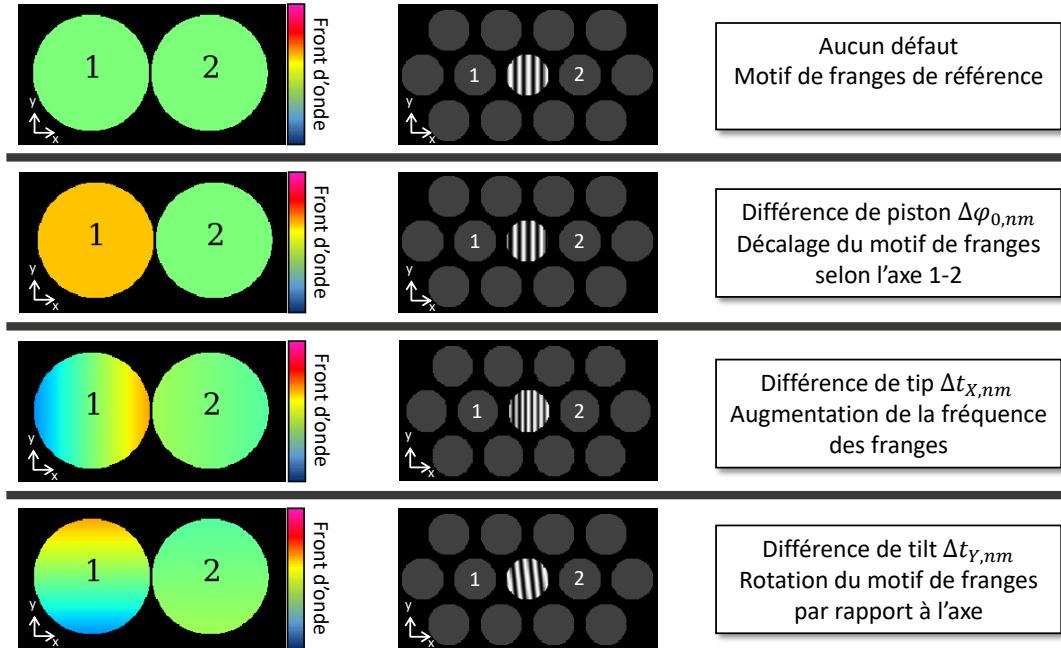 1 2
y
x
Front d'onde
1 2
y
x
Aucun défaut
Motif de franges de référence
1 2
y
x
Front d'onde
1 2
y
x
Différence de piston Δφ₀,ₙₘ
Décalage du motif de franges
selon l'axe 1-2
1 2
y
x
Front d'onde
1 2
y
x
Différence de tip Δt_{X,nm}
Augmentation de la fréquence
des franges
1 2
y
x
Front d'onde
1 2
y
x
Différence de tilt Δt_{Y,nm}
Rotation du motif de franges
par rapport à l'axe